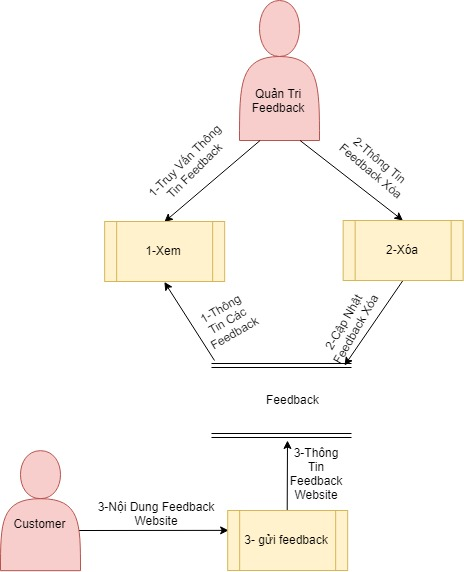 Quản Trị
Feedback
1-Truy Vấn Thông
Tin Feedback
2-Thông Tin
Feedback Xóa
1-Xem
2-Xóa
1-Thông
Tin Các
Feedback
2-Cập Nhật
Feedback Xóa
Feedback
3-Thông
Tin
Feedback
Website
Customer
3-Nội Dung Feedback
Website
3- gửi feedback